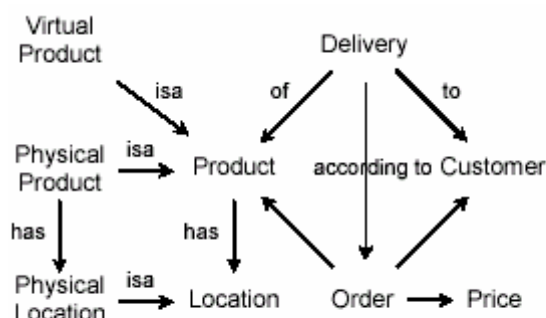 Virtual
Product
Delivery
isa
of
to
Physical
Product
isa
Product
according to
Customer
has
has
Physical
Location
isa
Location
Order
Price